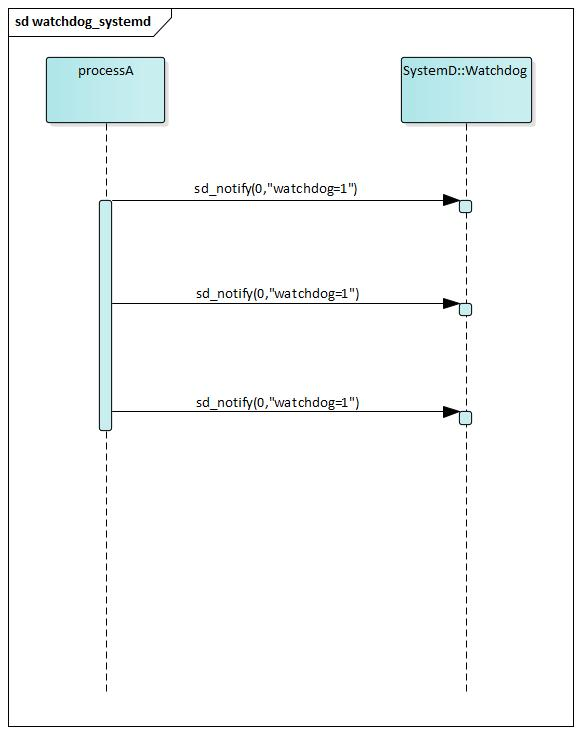 sd watchdog_systemd
processA
SystemD::Watchdog
sd_notify(0,"watchdog=1")
sd_notify(0,"watchdog=1")
sd_notify(0,"watchdog=1")